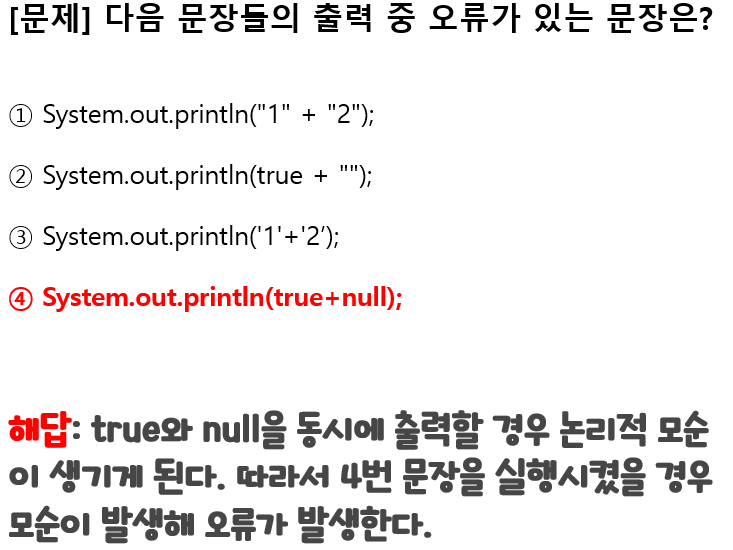 [문제] 다음 문장들의 출력 중 오류가 있는 문장은?
① System.out.println("1" + "2");
② System.out.println(true + "");
③ System.out.println('1'+'2’);
④ System.out.println(true+null);
해답: true와 null을 동시에 출력할 경우 논리적 모순
이 생기게 된다. 따라서 4번 문장을 실행시켰을 경우
모순이 발생해 오류가 발생한다.